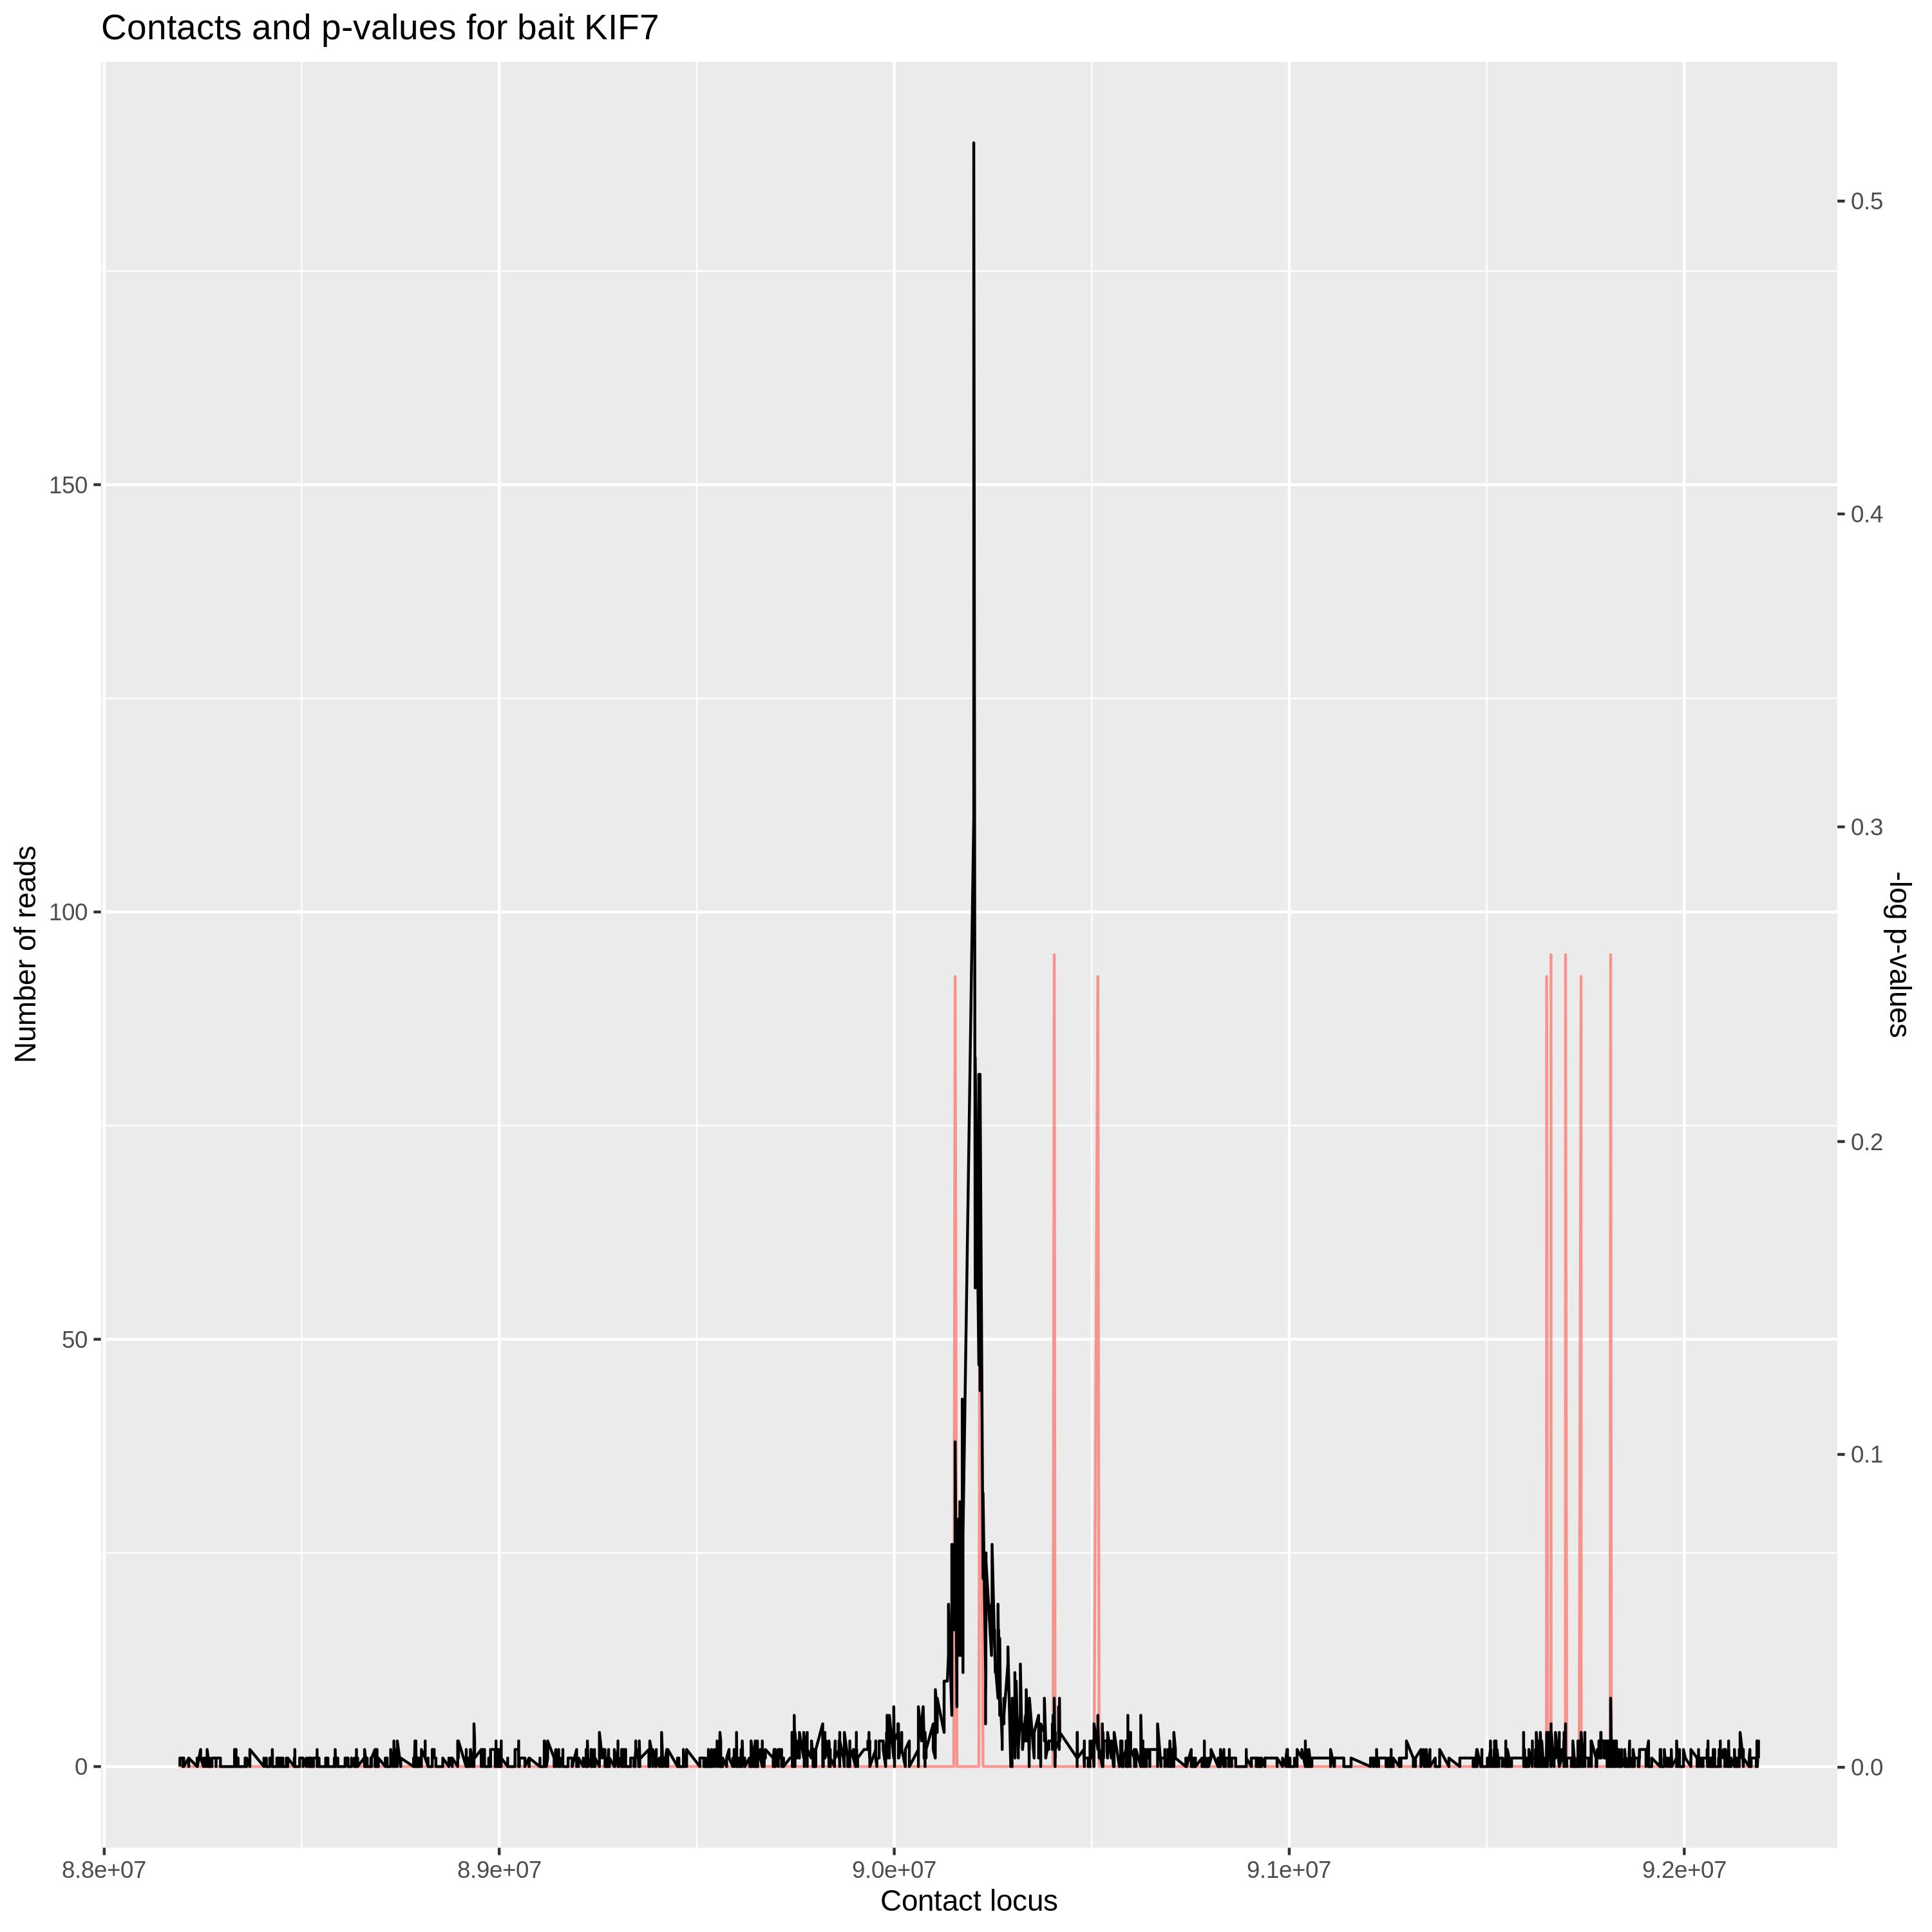 Contacts and p-values for bait KIF7
Number of reads
150
100
50
0
0.5
0.4
0.3
0.2
0.1
0.0
-log p-values
8.8e+07
8.9e+07
9.0e+07
9.1e+07
9.2e+07
Contact locus